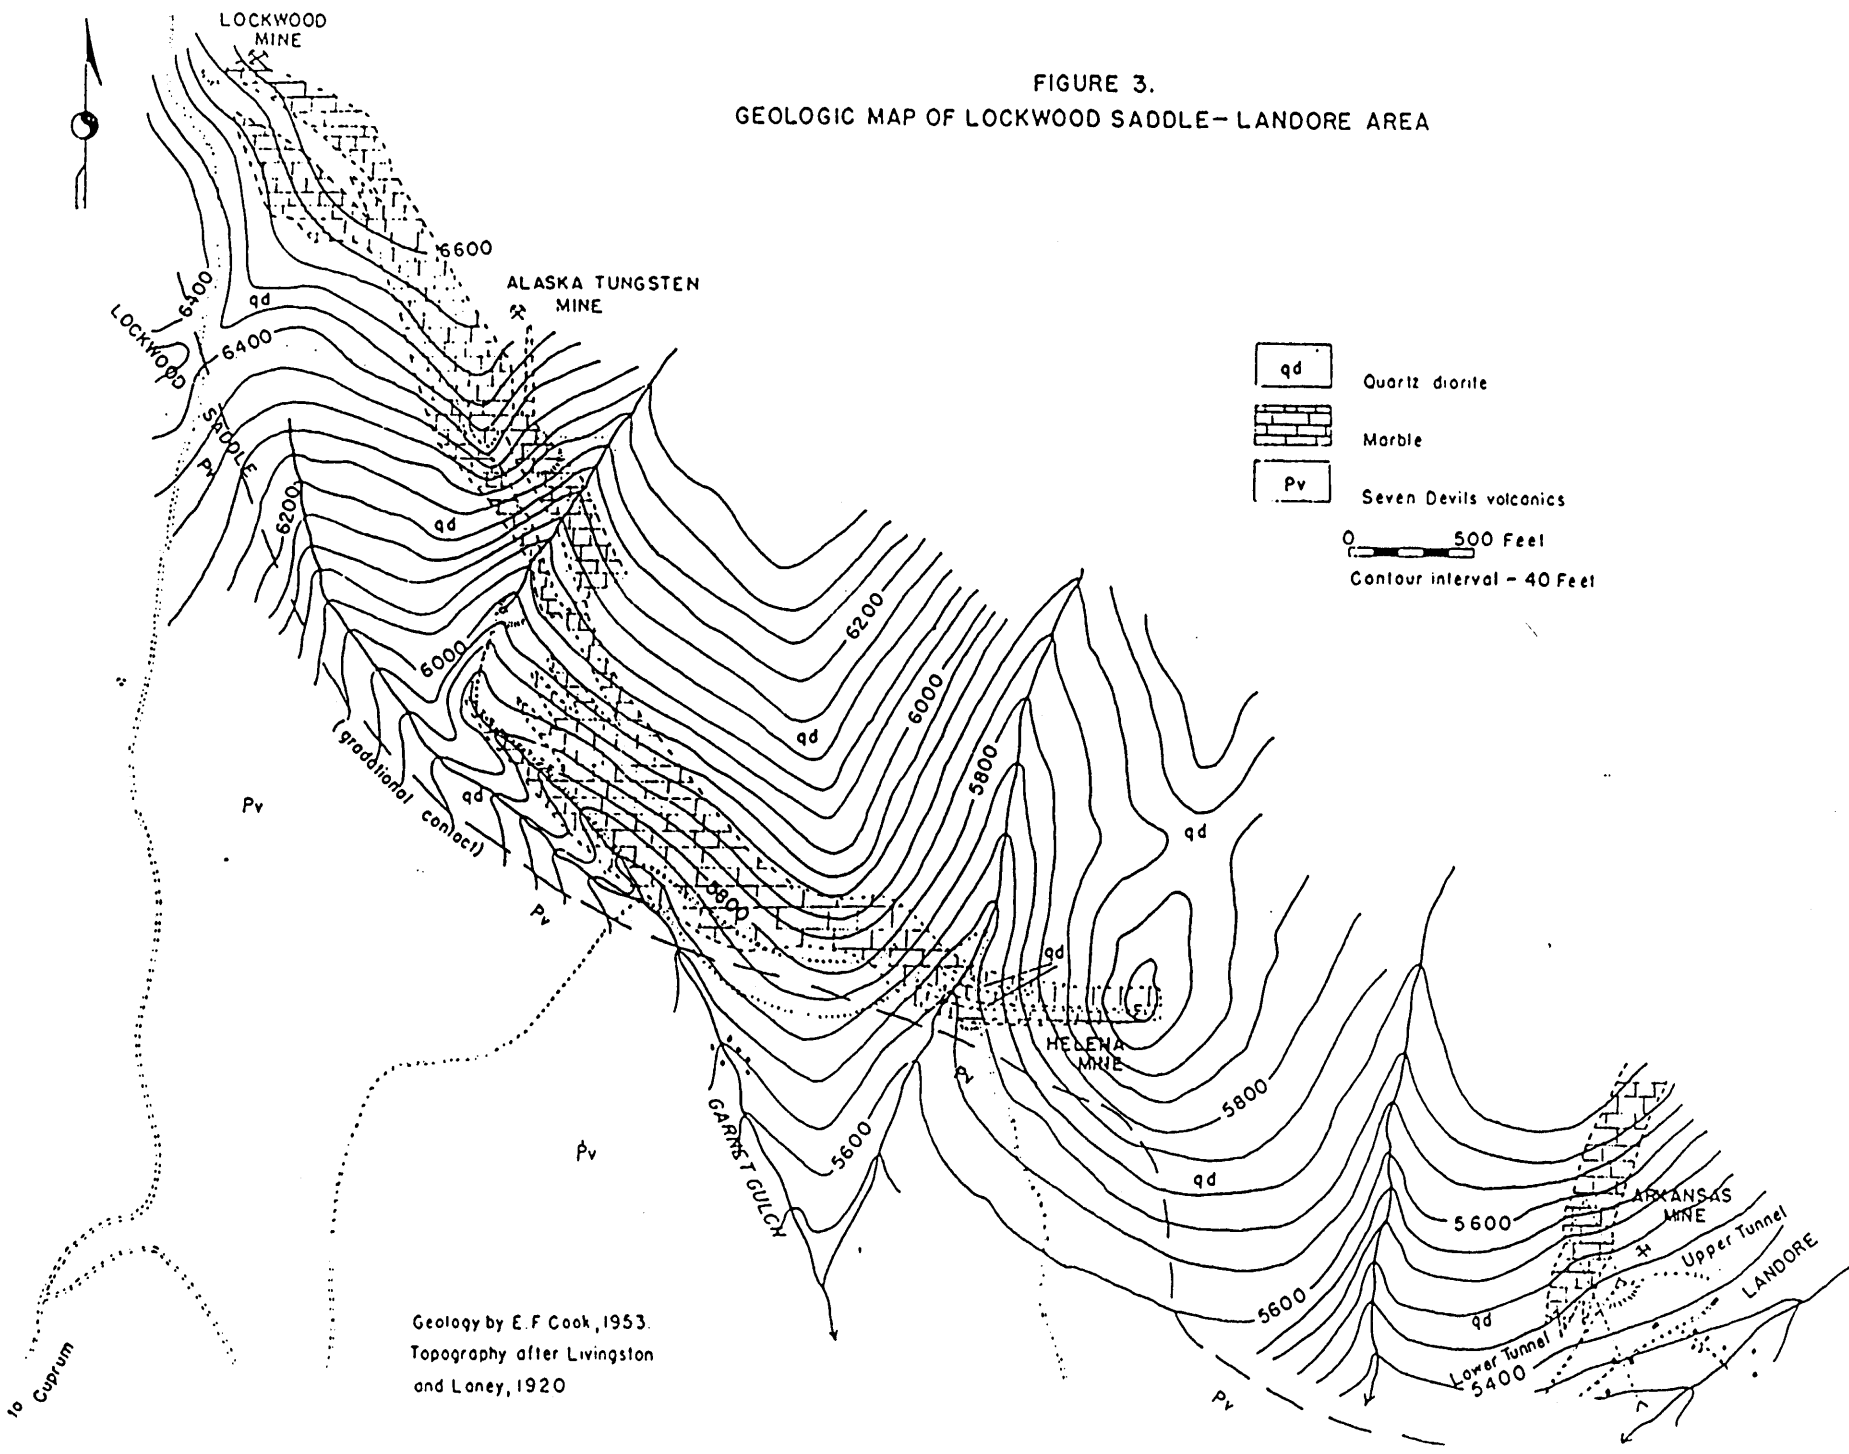 LOCKWOOD
MINE
FIGURE 3.
GEOLOGIC MAP OF LOCKWOOD SADDLE-LANDORE AREA
6600
ALASKA TUNGSTEN
MINE
6400
qd
LOCKWOOD
SADDLE
6400
Pv
6200
qd
qd
Quartz diorite
Marble
Pv
Seven Devils volcanics
0 500 Feet
Contour interval - 40 Feet
6200
6000
6000
qd
5800
(gradational contact)
qd
Pv
qd
5800
Pv
qd
HELENA
MINE
Pv
5800
GARNET GULCH
5600
Pv
qd
5600
ARKANSAS
MINE
Upper Tunnel
LANDORE
5600
qd
Lower Tunnel
5400
Pv
Geology by E.F Cook, 1953.
Topography after Livingston
and Laney, 1920
to Cuprum